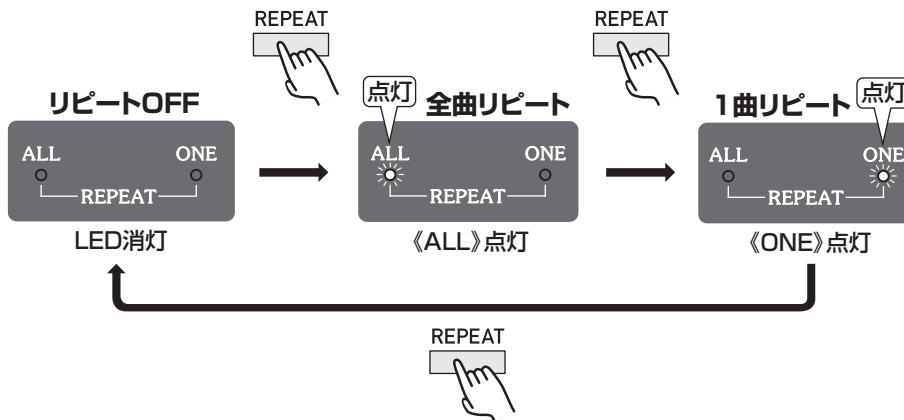 REPEAT
REPEAT
リピートOFF
点灯
全曲リピート
1曲リピート
点灯
ALL
ONE
REPEAT
ALL
ONE
REPEAT
ALL
ONE
REPEAT
LED消灯
《ALL》点灯
《ONE》点灯
REPEAT